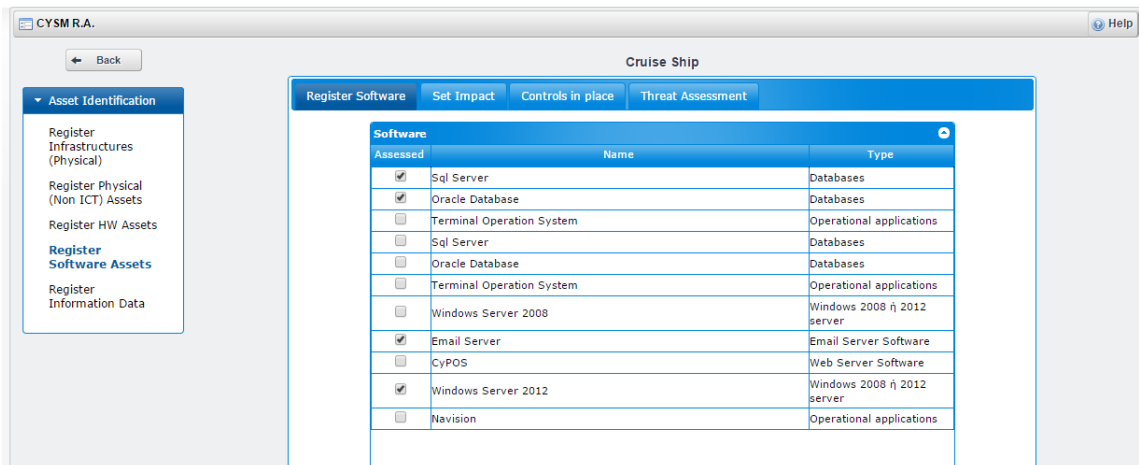 CYSM R.A.
Help
Back
Cruise Ship
Asset Identification
Register
Infrastructures
(Physical)
Register Physical
(Non ICT) Assets
Register HW Assets
Register
Software Assets
Register
Information Data
Register Software Set Impact Controls in place Threat Assessment
Software
Assessed Name Type
Sql Server Databases
Oracle Database Databases
Terminal Operation System Operational applications
Sql Server Databases
Oracle Database Databases
Terminal Operation System Operational applications
Windows Server 2008 Windows 2008 ή 2012
server
Email Server Email Server Software
CyPOS Web Server Software
Windows Server 2012 Windows 2008 ή 2012
server
Navision Operational applications